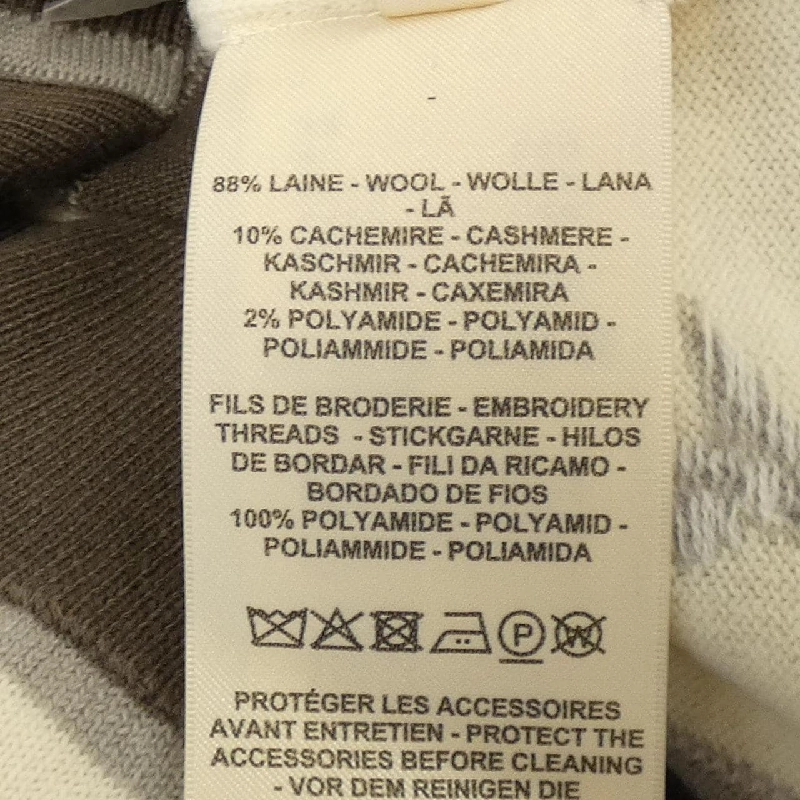 88% LAINE - WOOL - WOLLE - LANA
- LÃ
10% CACHEMIRE - CASHMERE -
KASCHMIR - CACHEMIRA -
KASHMIR - CAXEMIRA
2% POLYAMIDE - POLYAMID -
POLIAMMIDE - POLIAMIDA
FILS DE BRODERIE - EMBROIDERY
THREADS - STICKGARNE - HILOS
DE BORDAR - FILI DA RICAMO -
BORDADO DE FIOS
100% POLYAMIDE - POLYAMID -
POLIAMMIDE - POLIAMIDA
P W
PROTÉGER LES ACCESSOIRES
AVANT ENTRETIEN - PROTECT THE
ACCESSORIES BEFORE CLEANING
- VOR DEM REINIGEN DIE